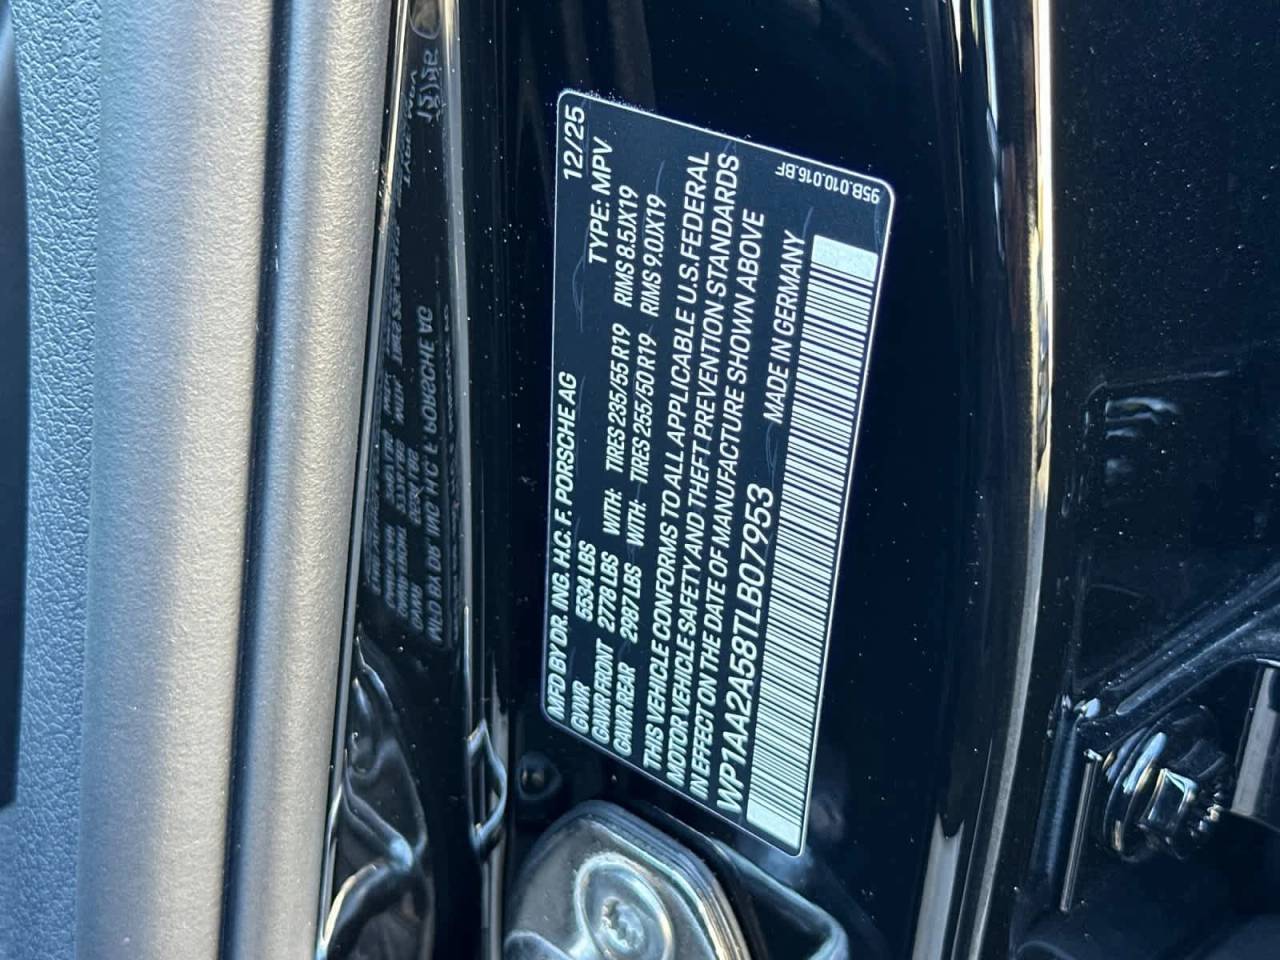 MFD BY DR. ING. H.C. F. PORSCHE AG 12/25
GVWR 5534 LBS TYPE: MPV
GAWR FRONT 2778 LBS WITH: TIRES 235/55 R19 RIMS 8.5JX19
GAWR REAR 2987 LBS WITH: TIRES 255/50 R19 RIMS 9.0JX19
THIS VEHICLE CONFORMS TO ALL APPLICABLE U.S. FEDERAL
MOTOR VEHICLE SAFETY AND THEFT PREVENTION STANDARDS
IN EFFECT ON THE DATE OF MANUFACTURE SHOWN ABOVE
WP1AA2A58TLB07953 MADE IN GERMANY
95B.010.016.BF